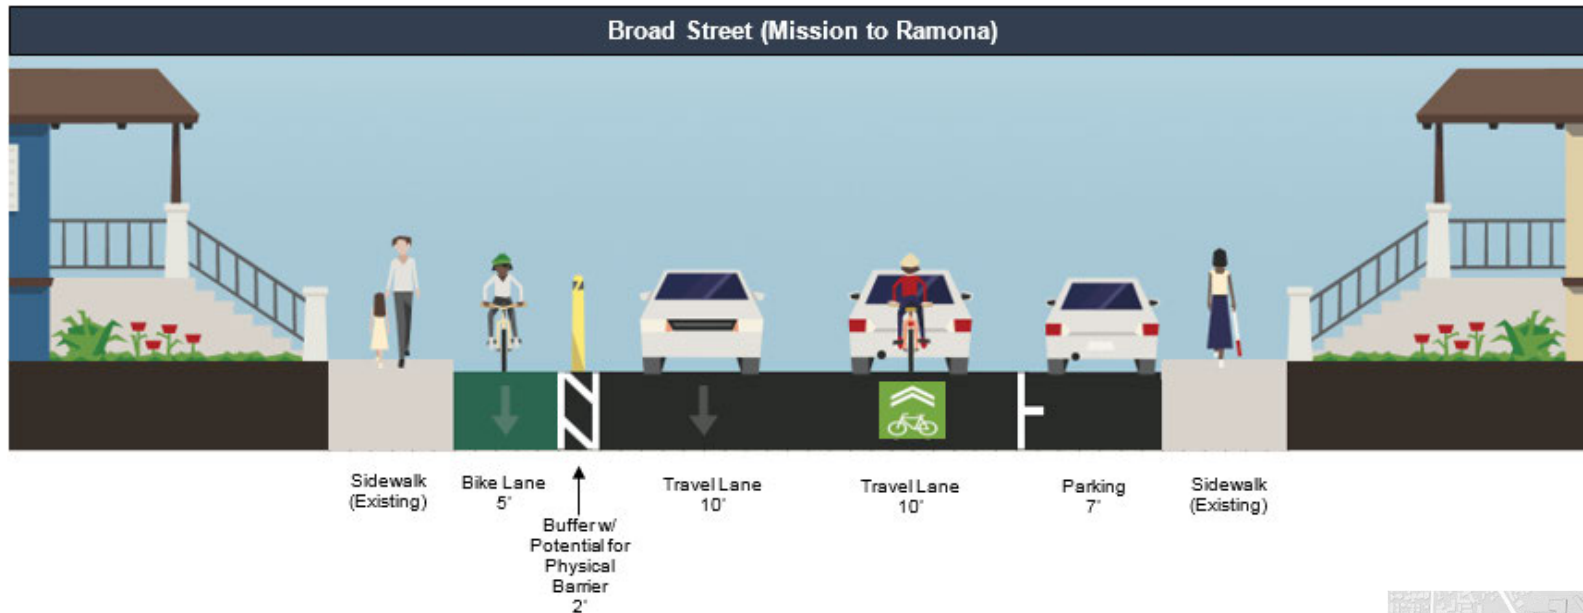 Broad Street (Mission to Ramona)
Sidewalk
(Existing)
Bike Lane
5'
Buffer w/
Potential for
Physical
Barrier
2'
Travel Lane
10'
Travel Lane
10'
Parking
7'
Sidewalk
(Existing)